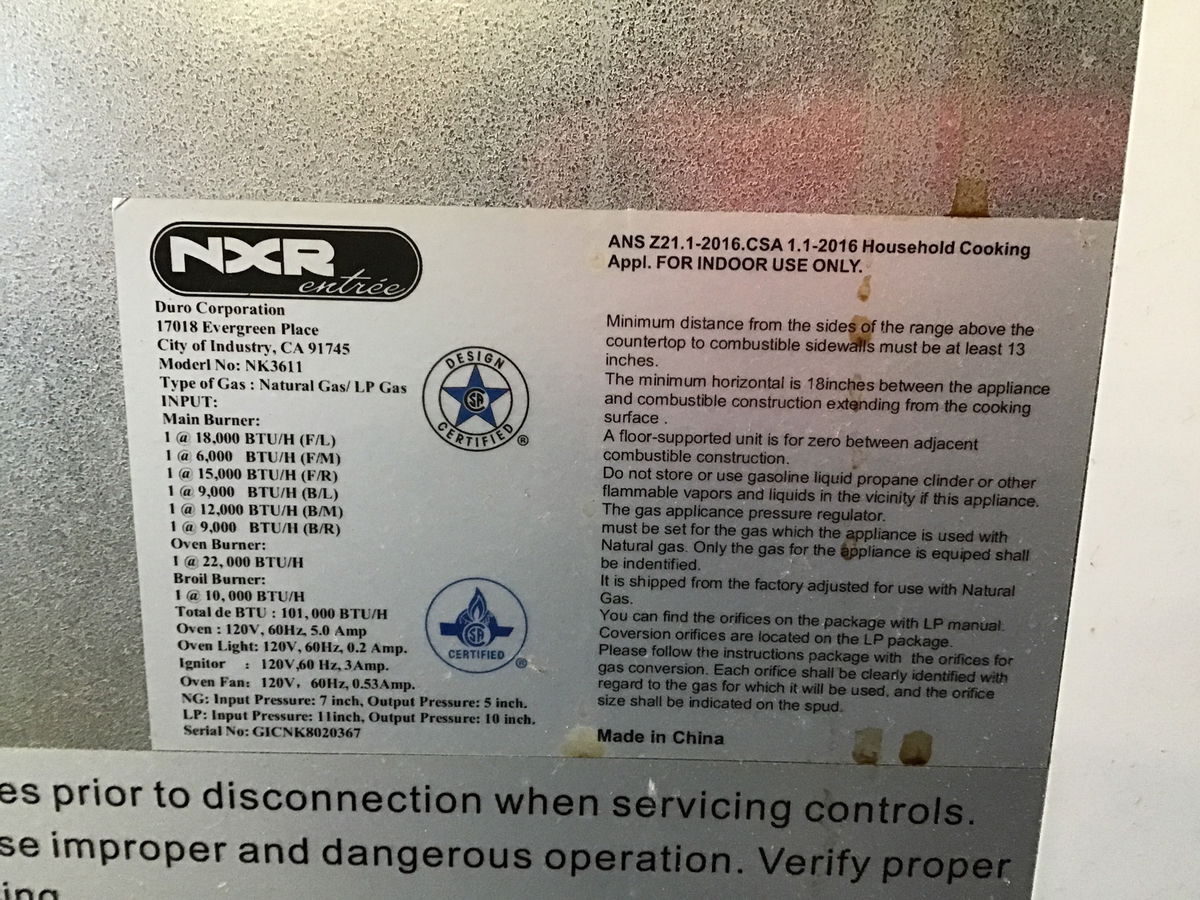 NXR
entrée
Duro Corporation
17018 Evergreen Place
City of Industry, CA 91745
Moderl No: NK3611
Type of Gas : Natural Gas/ LP Gas
INPUT:
Main Burner:
1 @ 18,000 BTU/H (F/L)
1 @ 6,000 BTU/H (F/M)
1 @ 15,000 BTU/H (F/R)
1 @ 9,000 BTU/H (B/L)
1 @ 12,000 BTU/H (B/M)
1 @ 9,000 BTU/H (B/R)
Oven Burner:
1 @ 22,000 BTU/H
Broil Burner:
1 @ 10,000 BTU/H
Total de BTU : 101,000 BTU/H
Oven : 120V, 60Hz, 5.0 Amp
Oven Light: 120V, 60Hz, 0.2 Amp.
Ignitor : 120V,60 Hz, 3Amp.
Oven Fan: 120V, 60Hz, 0.53Amp.
NG: Input Pressure: 7 inch, Output Pressure: 5 inch.
LP: Input Pressure: 11inch, Output Pressure: 10 inch.
Serial No: GICNK8020367
DESIGN
SA
CERTIFIED
®
SA
CERTIFIED
®
ANS Z21.1-2016.CSA 1.1-2016 Household Cooking
Appl. FOR INDOOR USE ONLY.
Minimum distance from the sides of the range above the
countertop to combustible sidewalls must be at least 13
inches.
The minimum horizontal is 18inches between the appliance
and combustible construction extending from the cooking
surface .
A floor-supported unit is for zero between adjacent
combustible construction.
Do not store or use gasoline liquid propane clinder or other
flammable vapors and liquids in the vicinity if this appliance.
The gas applicance pressure regulator.
must be set for the gas which the appliance is used with
Natural gas. Only the gas for the appliance is equiped shall
be indentified.
It is shipped from the factory adjusted for use with Natural
Gas.
You can find the orifices on the package with LP manual.
Coversion orifices are located on the LP package.
Please follow the instructions package with the orifices for
gas conversion. Each orifice shall be clearly identified with
regard to the gas for which it will be used, and the orifice
size shall be indicated on the spud.
Made in China
es prior to disconnection when servicing controls.
se improper and dangerous operation. Verify proper
ing